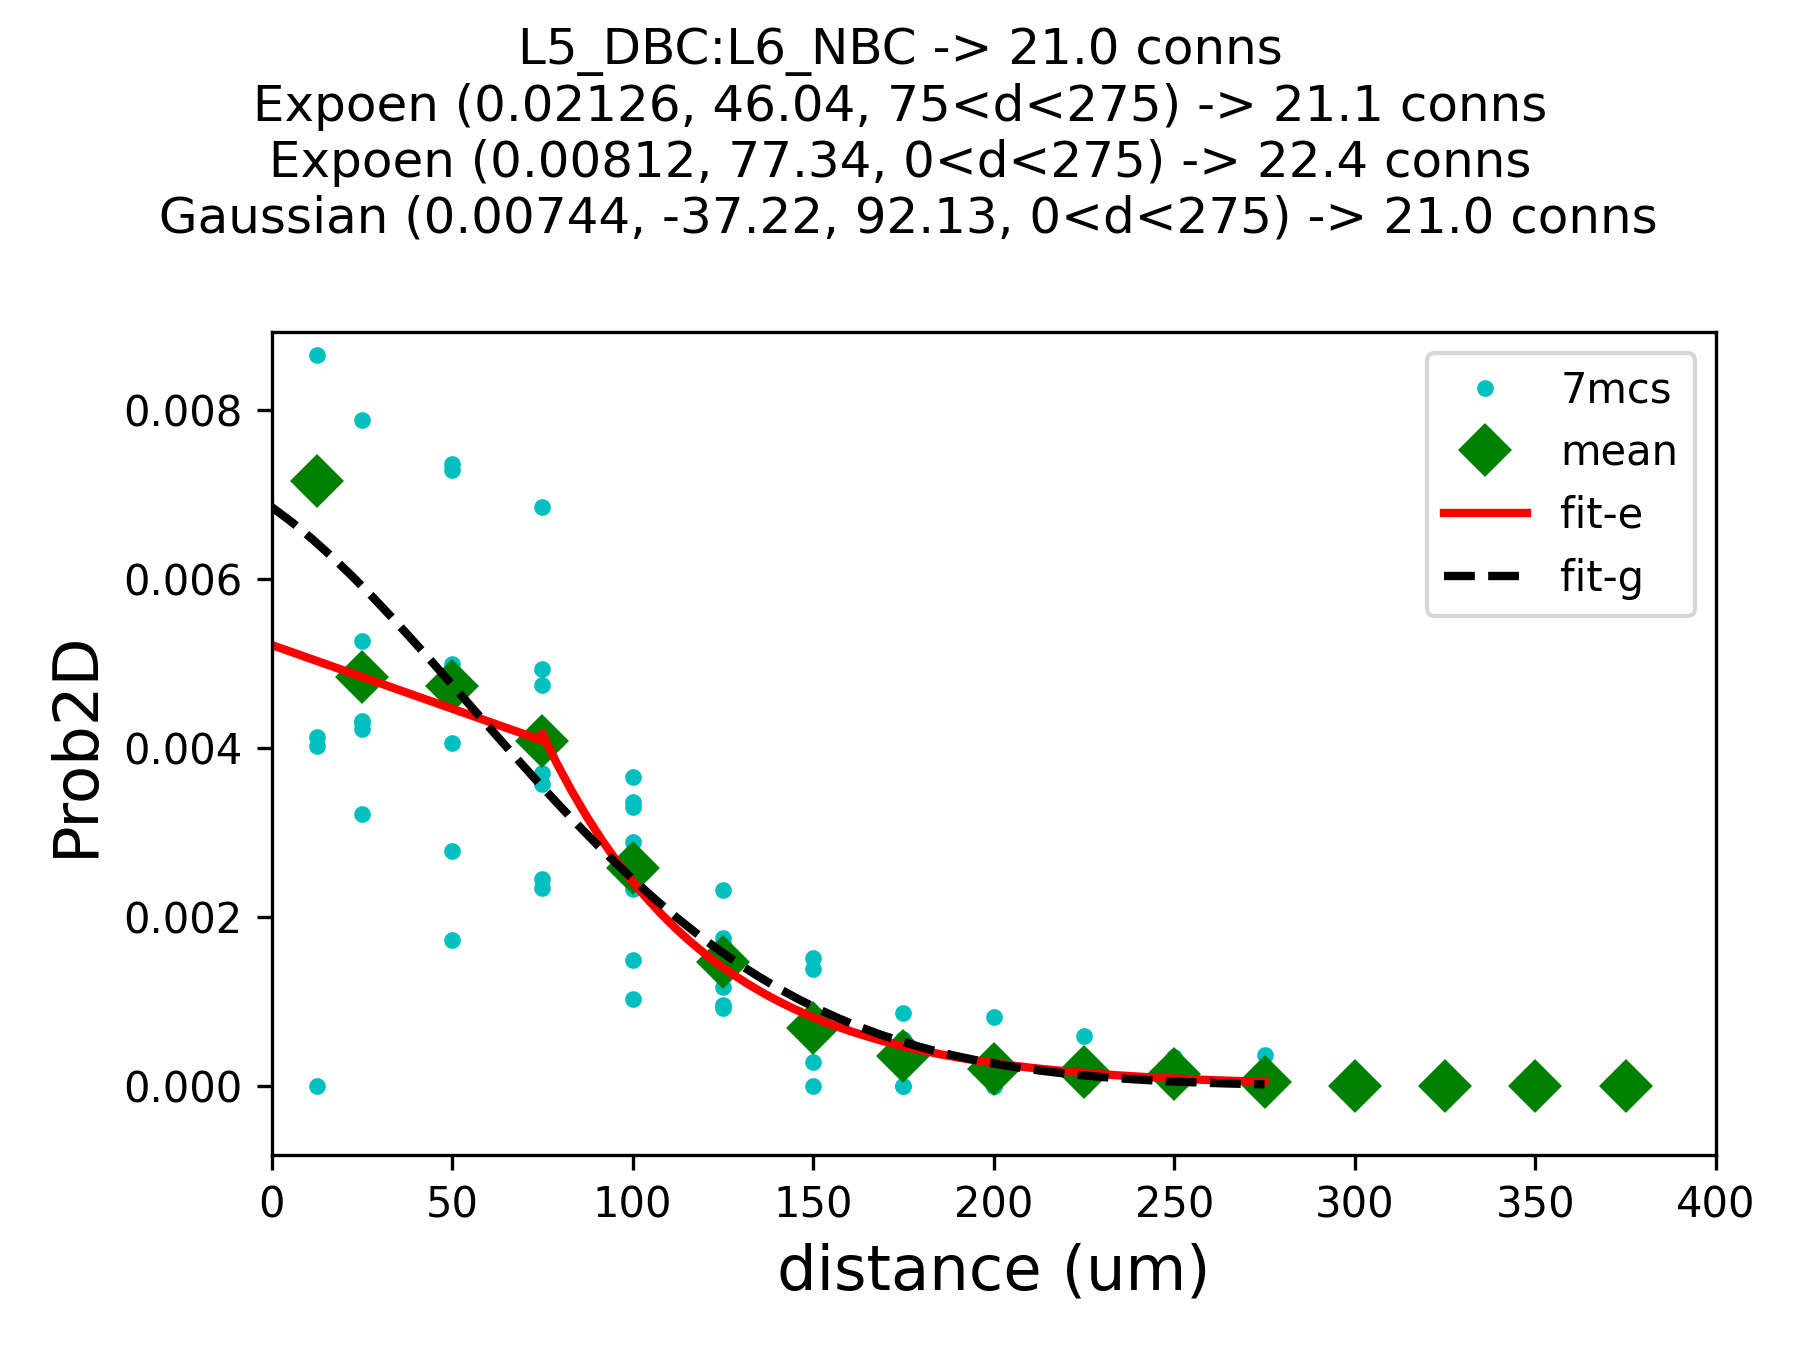 L5_DBC:L6_NBC -> 21.0 conns
Expoen (0.02126, 46.04, 75<d<275) -> 21.1 conns
Expoen (0.00812, 77.34, 0<d<275) -> 22.4 conns
Gaussian (0.00744, -37.22, 92.13, 0<d<275) -> 21.0 conns
7mcs
mean
fit-e
fit-g
Prob2D
0.008
0.006
0.004
0.002
0.000
0 50 100 150 200 250 300 350 400
distance (um)